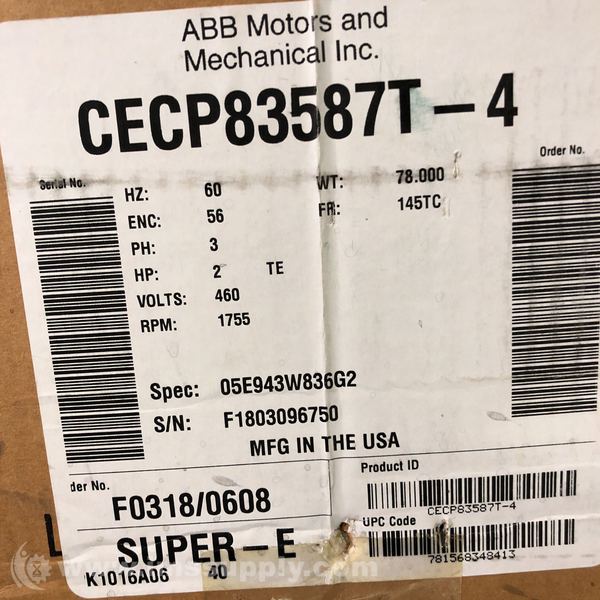 ABB Motors and
Mechanical Inc.
CECP83587T-4
Serial No.
Order No.
HZ: 60 WT: 78.000
ENC: 56 FR: 145TC
PH: 3
HP: 2 TE
VOLTS: 460
RPM: 1755
Spec: 05E943W836G2
S/N: F1803096750
MFG IN THE USA
der No.
Product ID
F0318/0608
CECP83587T-4
SUPER-E
UPC Code
781568348413
K1016A06 40